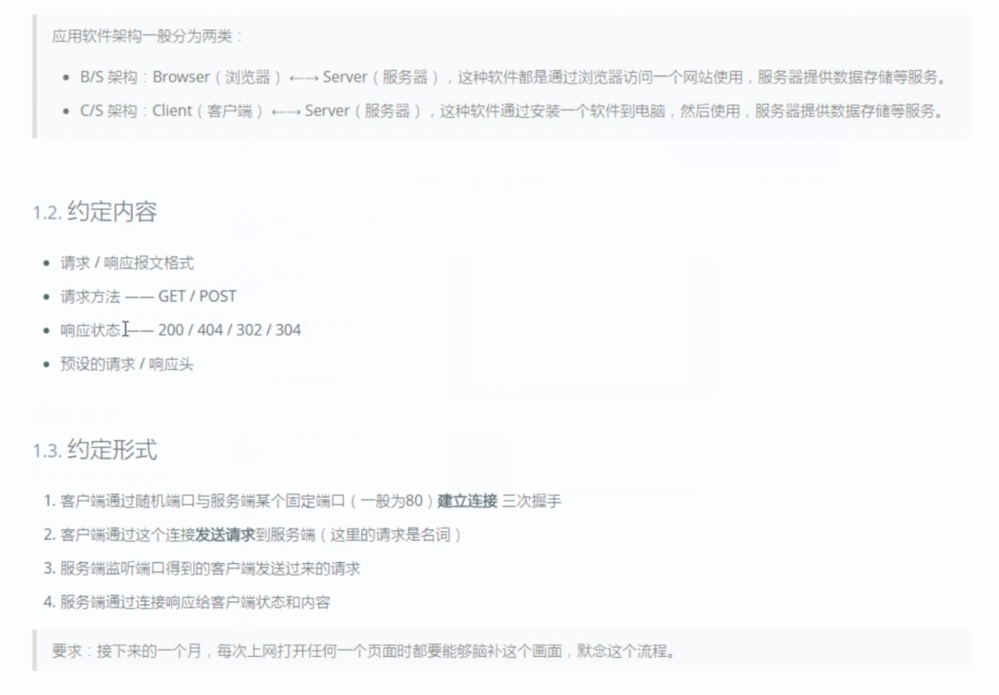 应用软件架构一般分为两类：
• B/S 架构：Browser（浏览器）←→ Server（服务器），这种软件都是通过浏览器访问一个网站使用，服务器提供数据存储等服务。
• C/S 架构：Client（客户端）←→ Server（服务器），这种软件通过安装一个软件到电脑，然后使用，服务器提供数据存储等服务。
1.2. 约定内容
• 请求 / 响应报文格式
• 请求方法 —— GET / POST
• 响应状态 —— 200 / 404 / 302 / 304
• 预设的请求 / 响应头
1.3. 约定形式
1. 客户端通过随机端口与服务端某个固定端口（一般为80）建立连接 三次握手
2. 客户端通过这个连接发送请求到服务端（这里的请求是名词）
3. 服务端监听端口得到的客户端发送过来的请求
4. 服务端通过连接响应给客户端状态和内容
要求：接下来的一个月，每次上网打开任何一个页面时都要能够脑补这个画面，默念这个流程。